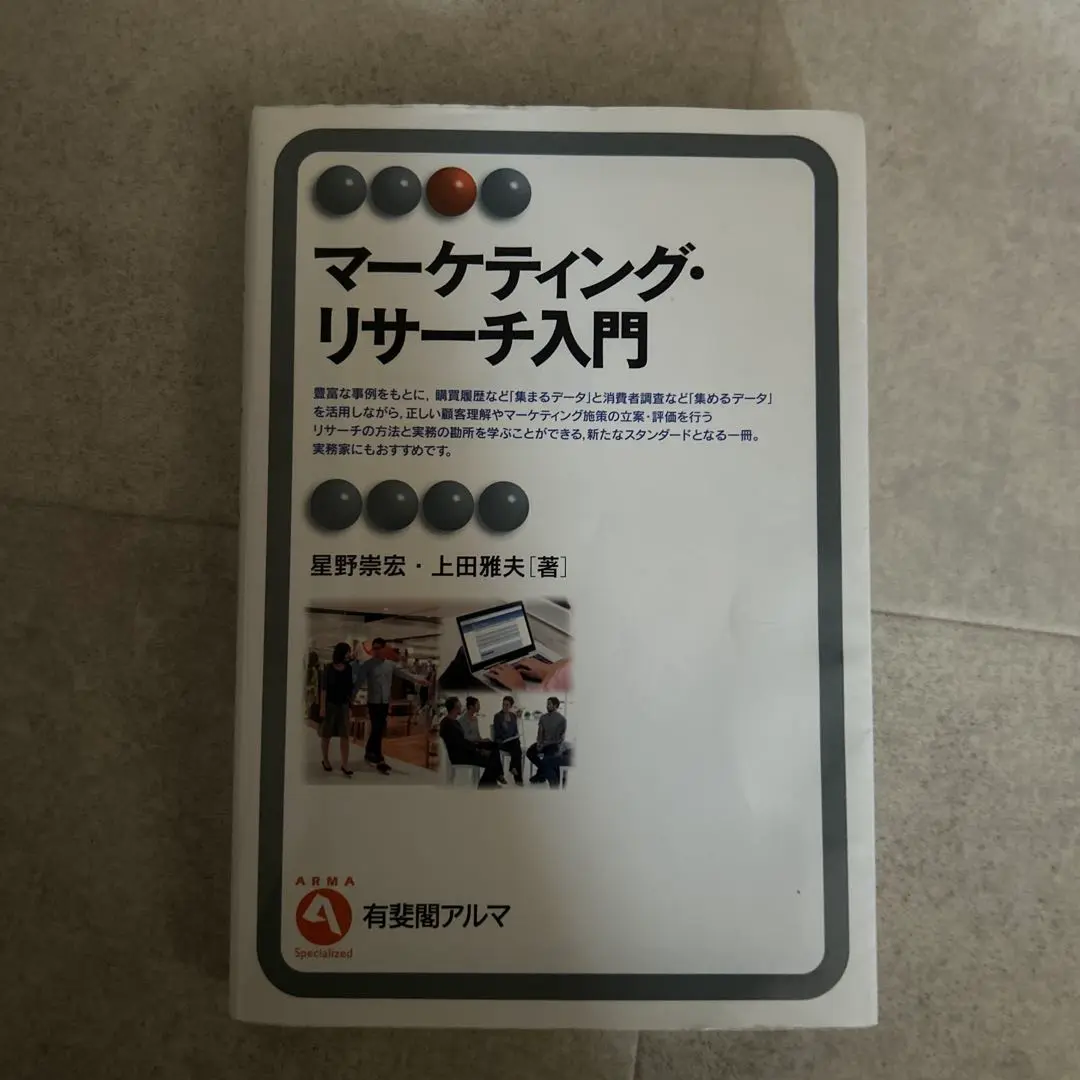 マーケティング・
リサーチ入門
豊富な事例をもとに,購買履歴など「集まるデータ」と消費者調査など「集めるデータ」
を活用しながら,正しい顧客理解やマーケティング施策の立案・評価を行う
リサーチの方法と実務の勘所を学ぶことができる,新たなスタンダードとなる一冊。
実務家にもおすすめです。
星野崇宏・上田雅夫[著]
ARMA
有斐閣アルマ
Specialized